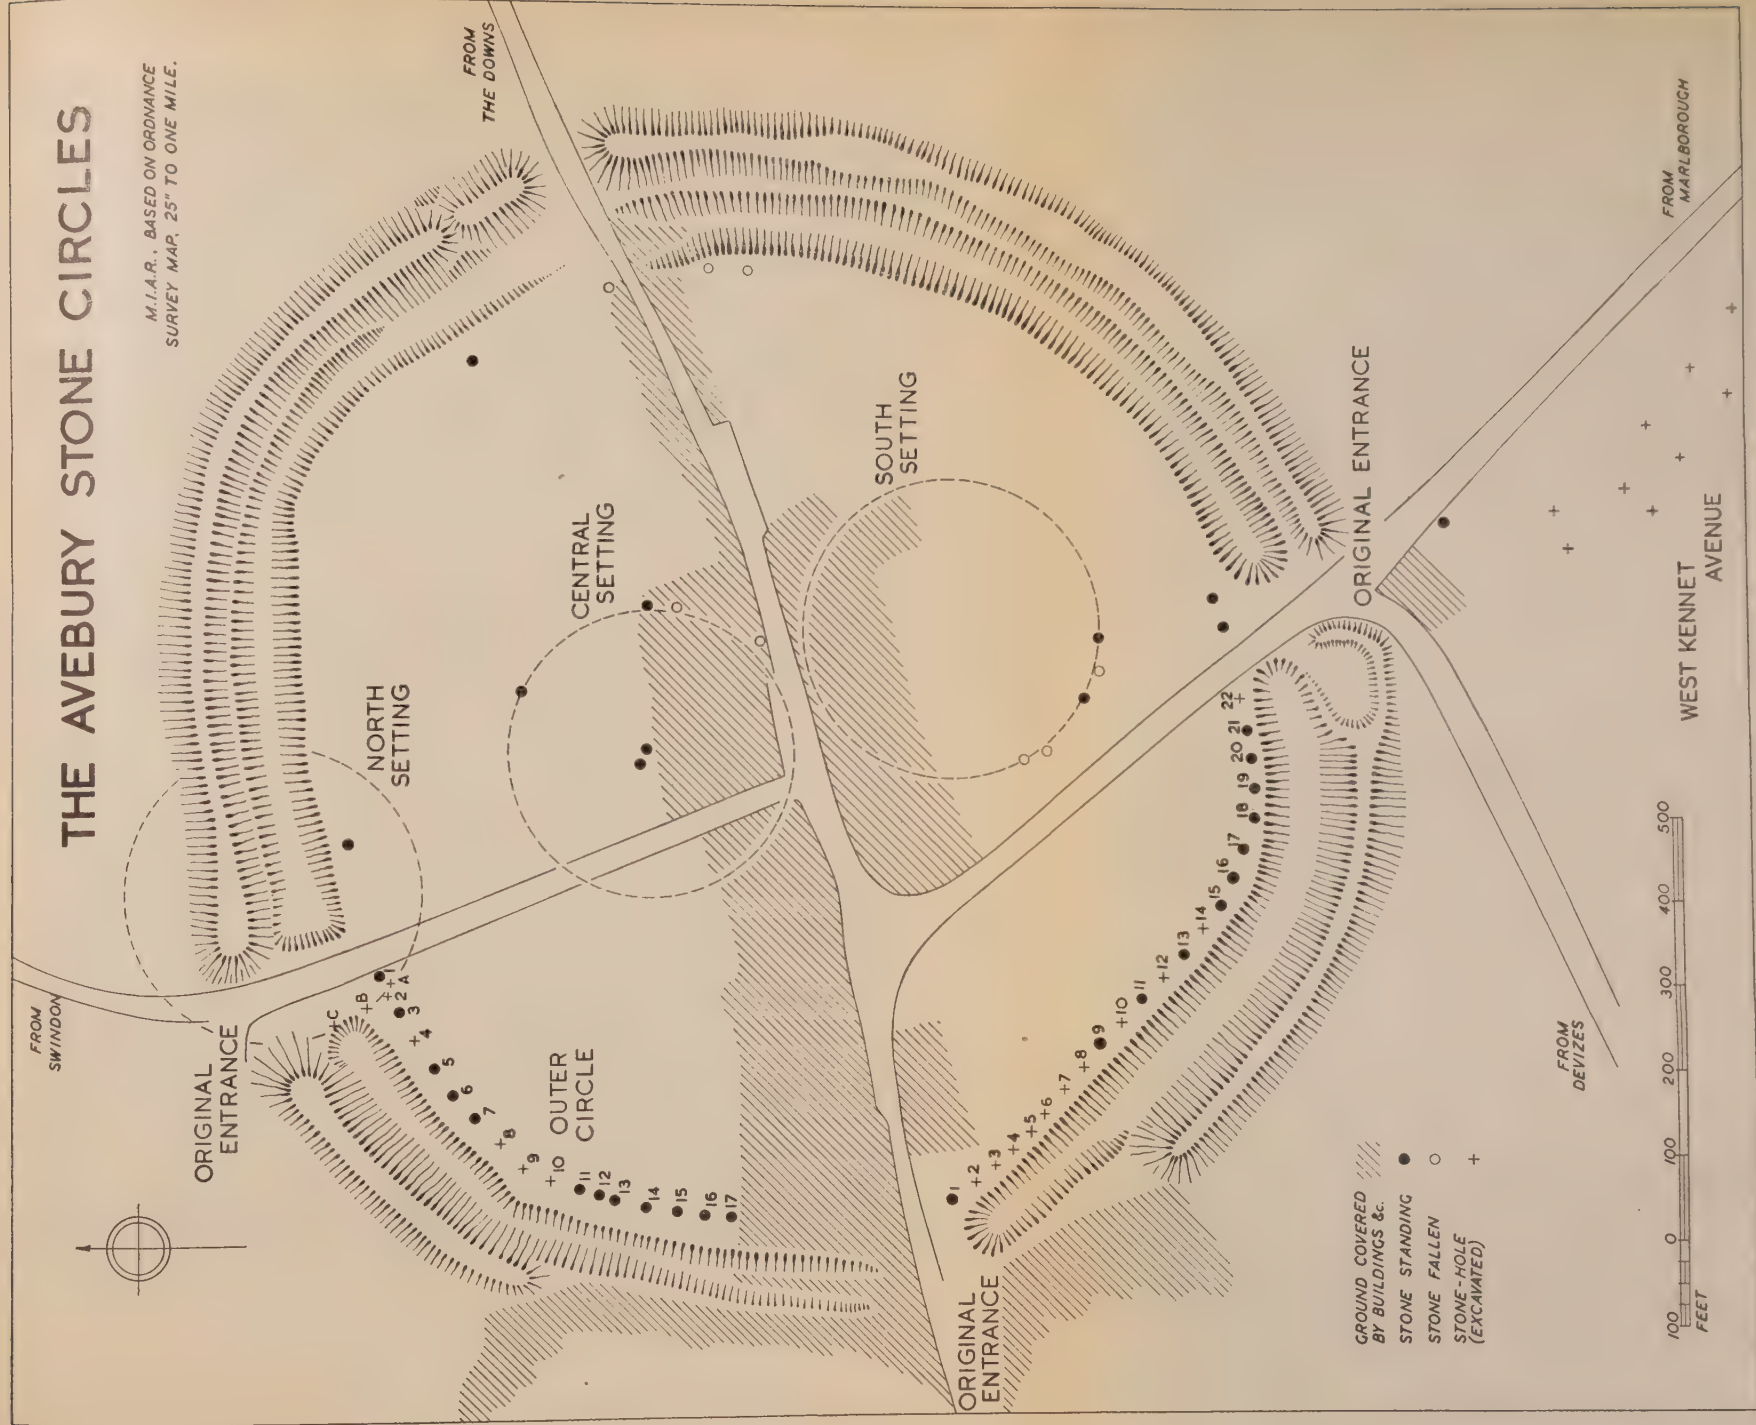 THE AVEBURY STONE CIRCLES
M.I.A.R., BASED ON ORDNANCE
SURVEY MAP, 25" TO ONE MILE.
FROM
SWINDON
FROM
THE DOWNS
ORIGINAL
ENTRANCE
NORTH
SETTING
C
B
1
A
2
3
4
5
6
7
8
9
10
11
12
13
14
15
16
17
OUTER
CIRCLE
CENTRAL
SETTING
SOUTH
SETTING
ORIGINAL
ENTRANCE
1
2
3
4
5
6
7
8
9
10
11
12
13
14
15
16
17
18
19
20
21
22
ORIGINAL ENTRANCE
FROM
MARLBOROUGH
WEST KENNET
AVENUE
FROM
DEVIZES
GROUND COVERED
BY BUILDINGS &c.
STONE STANDING
STONE FALLEN
STONE-HOLE
(EXCAVATED)
100 0 100 200 300 400 500
FEET